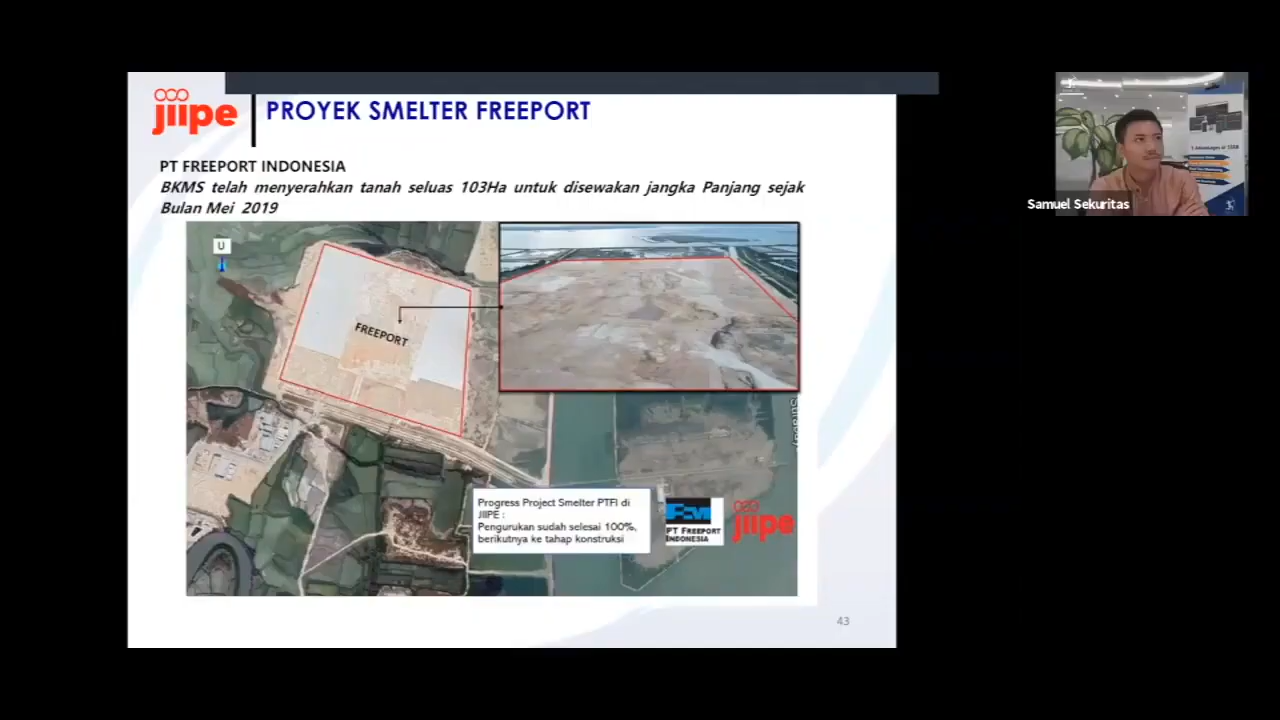 jiipe
PROYEK SMELTER FREEPORT
PT FREEPORT INDONESIA
BKMS telah menyerahkan tanah seluas 103Ha untuk disewakan jangka Panjang sejak
Bulan Mei 2019
U
FREEPORT
Progress Project Smelter PTFI di
JIIPE :
Pengurukan sudah selesai 100%,
berikutnya ke tahap konstruksi
PT FREEPORT
INDONESIA
jiipe
43
Samuel Sekuritas